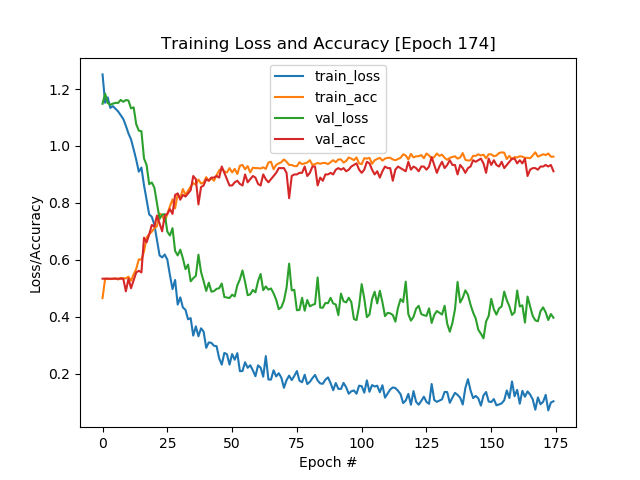 Training Loss and Accuracy [Epoch 174]
train_loss
train_acc
val_loss
val_acc
Loss/Accuracy
1.2
1.0
0.8
0.6
0.4
0.2
0 25 50 75 100 125 150 175
Epoch #